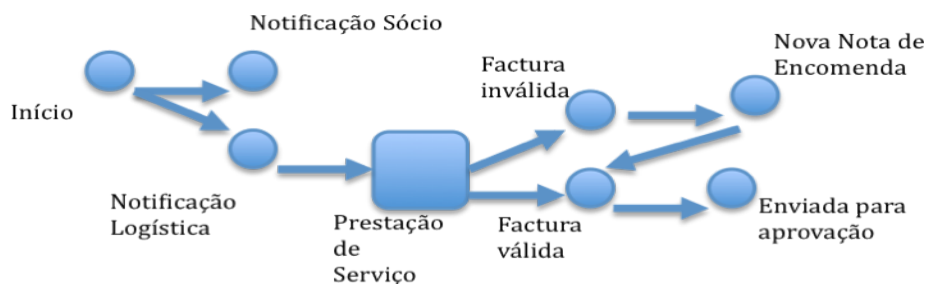 Início
Notificação Sócio
Notificação
Logística
Prestação
de
Serviço
Factura
inválida
Factura
válida
Nova Nota de
Encomenda
Enviada para
aprovação